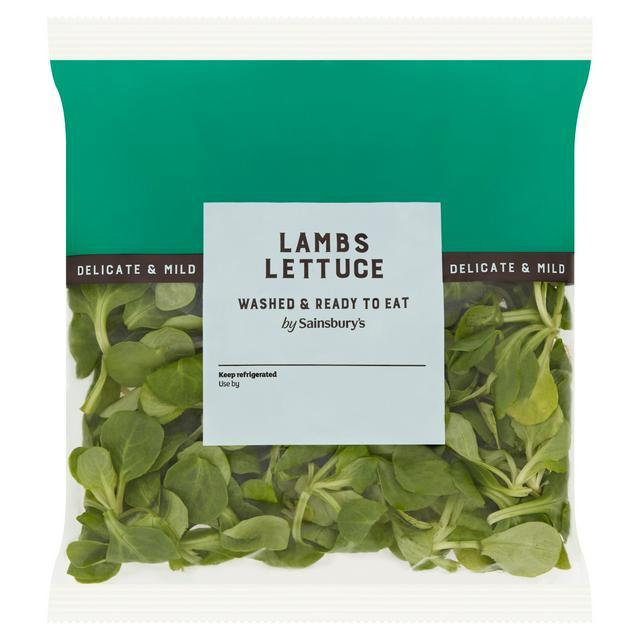 LAMBS
LETTUCE
DELICATE & MILD
DELICATE & MILD
WASHED & READY TO EAT
by Sainsbury's
Keep refrigerated
Use by